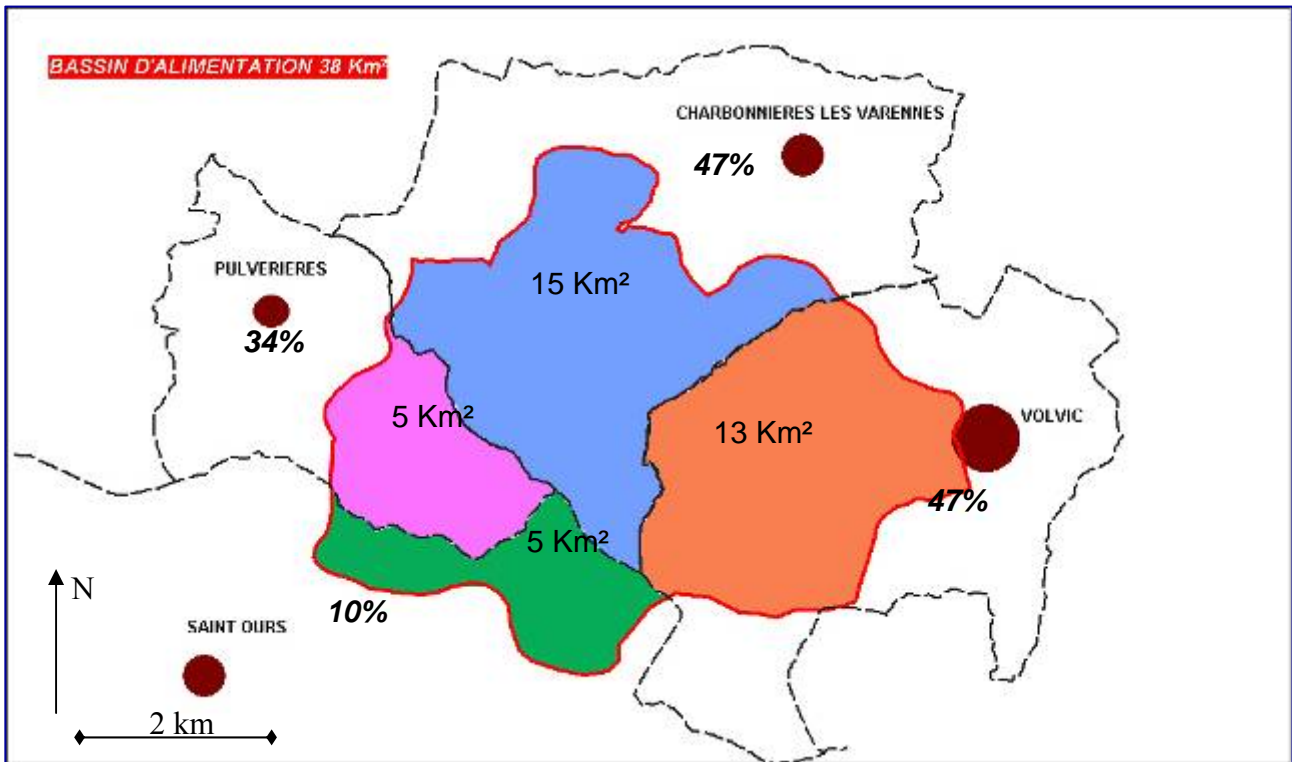 BASSIN D'ALIMENTATION 38 Km²
CHARBONNIERES LES VARENNES
47%
PULVERIERES
34%
15 Km²
5 Km²
13 Km²
VOLVIC
47%
5 Km²
10%
N
SAINT OURS
2 km